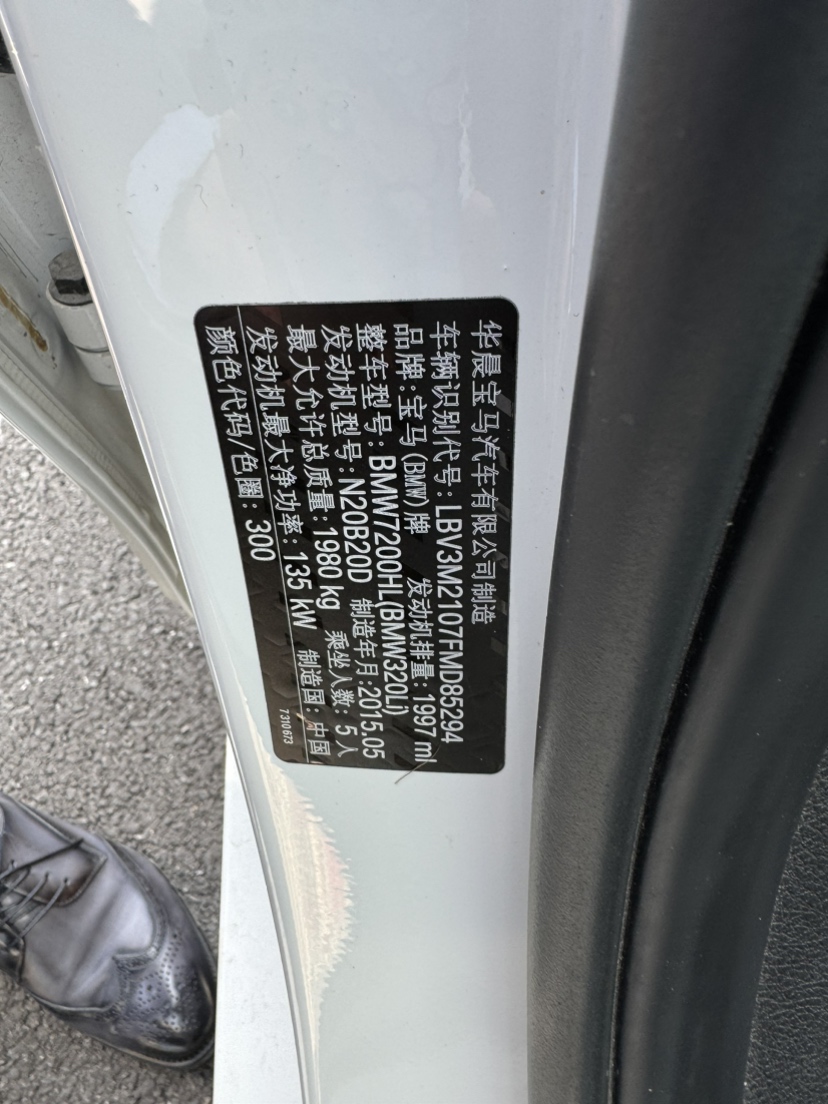 华晨宝马汽车有限公司制造
车辆识别代号: LBV3M2107FMD85294
品牌: 宝马(BMW)牌 发动机排量: 1997 ml
整车型号: BMW7200HL(BMW320Li)
发动机型号: N20B20D 制造年月: 2015.05
最大允许总质量: 1980 kg 乘坐人数: 5 人
发动机最大净功率: 135 kW 制造国: 中国
颜色代码/色圈: 300 7 310 673